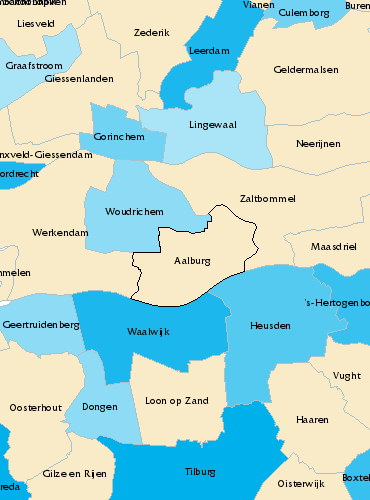 Vianen
Culemborg
Buren
Liesveld
Zederik
Leerdam
Graafstroom
Giessenlanden
Geldermalsen
Lingewaal
Gorinchem
Neerijnen
nxveld-Giessendam
ordrecht
Zaltbommel
Woudrichem
Werkendam
Maasdriel
Aalburg
mmelen
's-Hertogenbo
Geertruidenberg
Waalwijk
Heusden
Vught
Oosterhout
Dongen
Loon op Zand
Haaren
Gilze en Rijen
Tilburg
Oisterwijk
Boxtel
reda